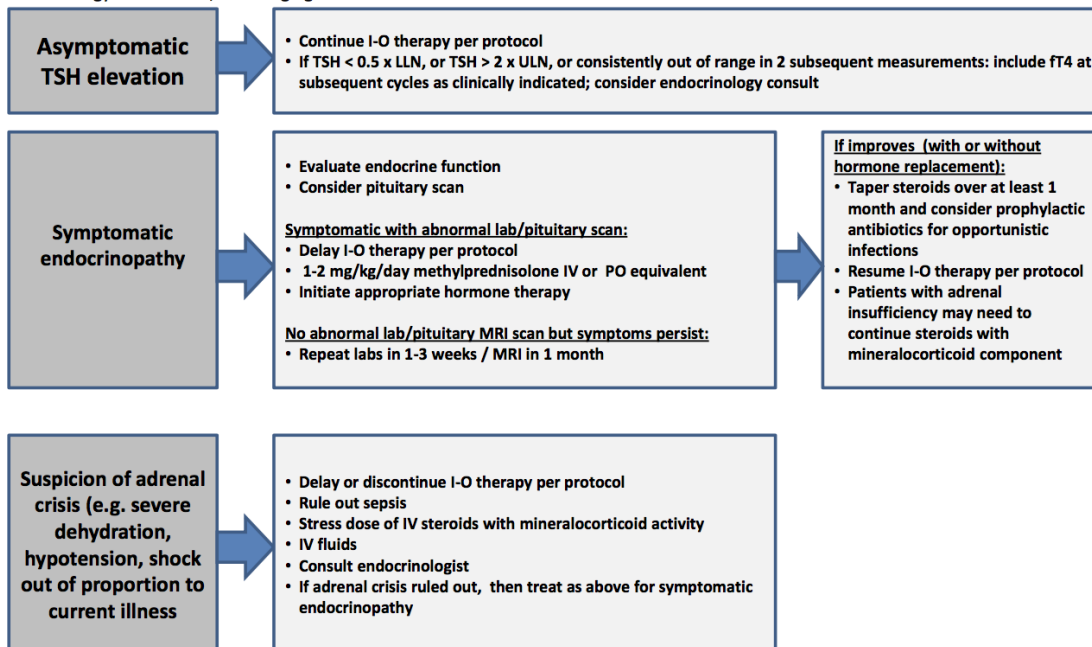 Asymptomatic
TSH elevation
• Continue I-O therapy per protocol
• If TSH < 0.5 x LLN, or TSH > 2 x ULN, or consistently out of range in 2 subsequent measurements: include fT4 at
subsequent cycles as clinically indicated; consider endocrinology consult
Symptomatic
endocrinopathy
• Evaluate endocrine function
• Consider pituitary scan
Symptomatic with abnormal lab/pituitary scan:
• Delay I-O therapy per protocol
• 1-2 mg/kg/day methylprednisolone IV or PO equivalent
• Initiate appropriate hormone therapy
No abnormal lab/pituitary MRI scan but symptoms persist:
• Repeat labs in 1-3 weeks / MRI in 1 month
If improves (with or without
hormone replacement):
• Taper steroids over at least 1
month and consider prophylactic
antibiotics for opportunistic
infections
• Resume I-O therapy per protocol
• Patients with adrenal
insufficiency may need to
continue steroids with
mineralocorticoid component
Suspicion of adrenal
crisis (e.g. severe
dehydration,
hypotension, shock
out of proportion to
current illness
• Delay or discontinue I-O therapy per protocol
• Rule out sepsis
• Stress dose of IV steroids with mineralocorticoid activity
• IV fluids
• Consult endocrinologist
• If adrenal crisis ruled out, then treat as above for symptomatic
endocrinopathy